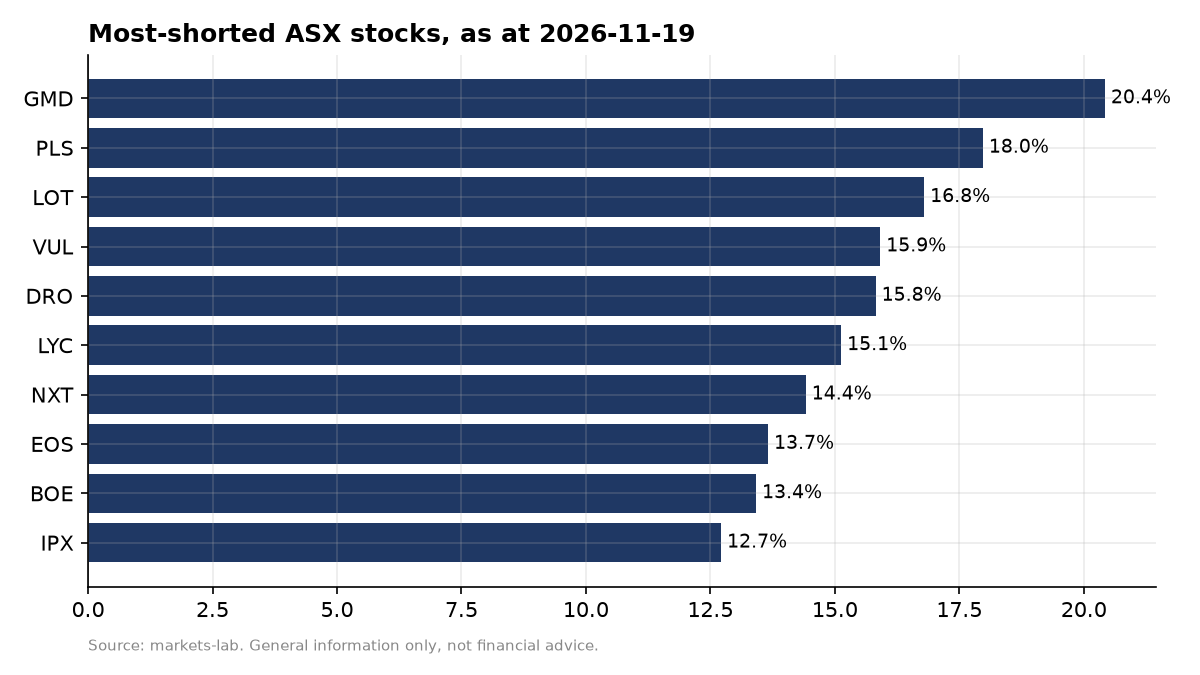 Most-shorted ASX stocks, as at 2026-11-19
GMD 20.4%
PLS 18.0%
LOT 16.8%
VUL 15.9%
DRO 15.8%
LYC 15.1%
NXT 14.4%
EOS 13.7%
BOE 13.4%
IPX 12.7%
0.0 2.5 5.0 7.5 10.0 12.5 15.0 17.5 20.0
Source: markets-lab. General information only, not financial advice.